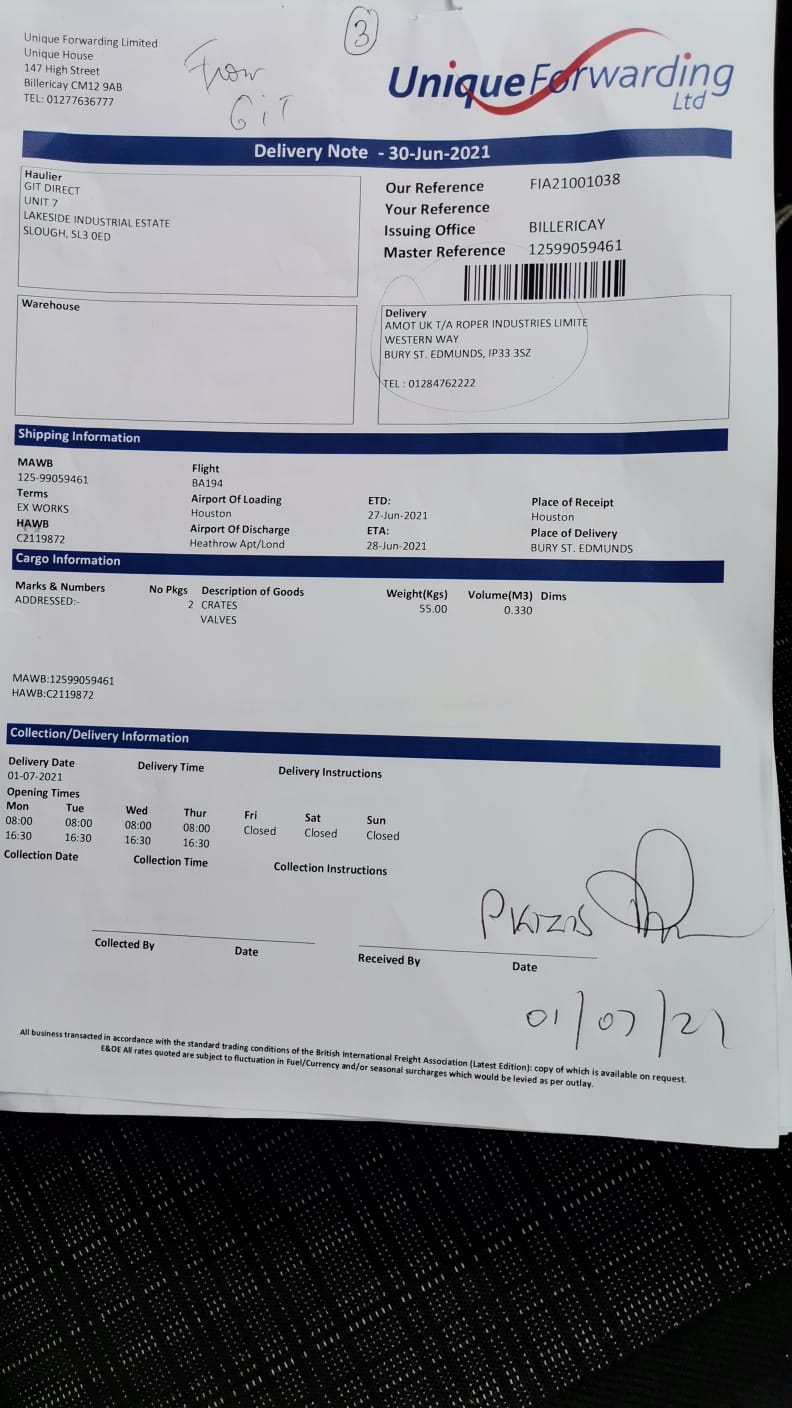 Unique Forwarding Limited
Unique House
147 High Street
Billericay CM12 9AB
TEL: 01277636777
From
GiT
3
Unique Forwarding
Ltd
Delivery Note - 30-Jun-2021
Haulier
GIT DIRECT
UNIT 7
LAKESIDE INDUSTRIAL ESTATE
SLOUGH, SL3 0ED
Our Reference FIA21001038
Your Reference
Issuing Office BILLERICAY
Master Reference 12599059461
Warehouse
Delivery
AMOT UK T/A ROPER INDUSTRIES LIMITE
WESTERN WAY
BURY ST. EDMUNDS, IP33 3SZ
TEL : 01284762222
Shipping Information
MAWB Flight
125-99059461 BA194
Terms Airport Of Loading ETD: Place of Receipt
EX WORKS Houston 27-Jun-2021 Houston
HAWB Airport Of Discharge ETA: Place of Delivery
C2119872 Heathrow Apt/Lond 28-Jun-2021 BURY ST. EDMUNDS
Cargo Information
Marks & Numbers No Pkgs Description of Goods Weight(Kgs) Volume(M3) Dims
ADDRESSED:- 2 CRATES 55.00 0.330
VALVES
MAWB:12599059461
HAWB:C2119872
Collection/Delivery Information
Delivery Date Delivery Time Delivery Instructions
01-07-2021
Opening Times
Mon Tue Wed Thur Fri Sat Sun
08:00 08:00 08:00 08:00 Closed Closed Closed
16:30 16:30 16:30 16:30
Collection Date Collection Time Collection Instructions
Collected By Date Received By Date
01/07/21
All business transacted in accordance with the standard trading conditions of the British International Freight Association (Latest Edition): copy of which is available on request.
E&OE All rates quoted are subject to fluctuation in Fuel/Currency and/or seasonal surcharges which would be levied as per outlay.